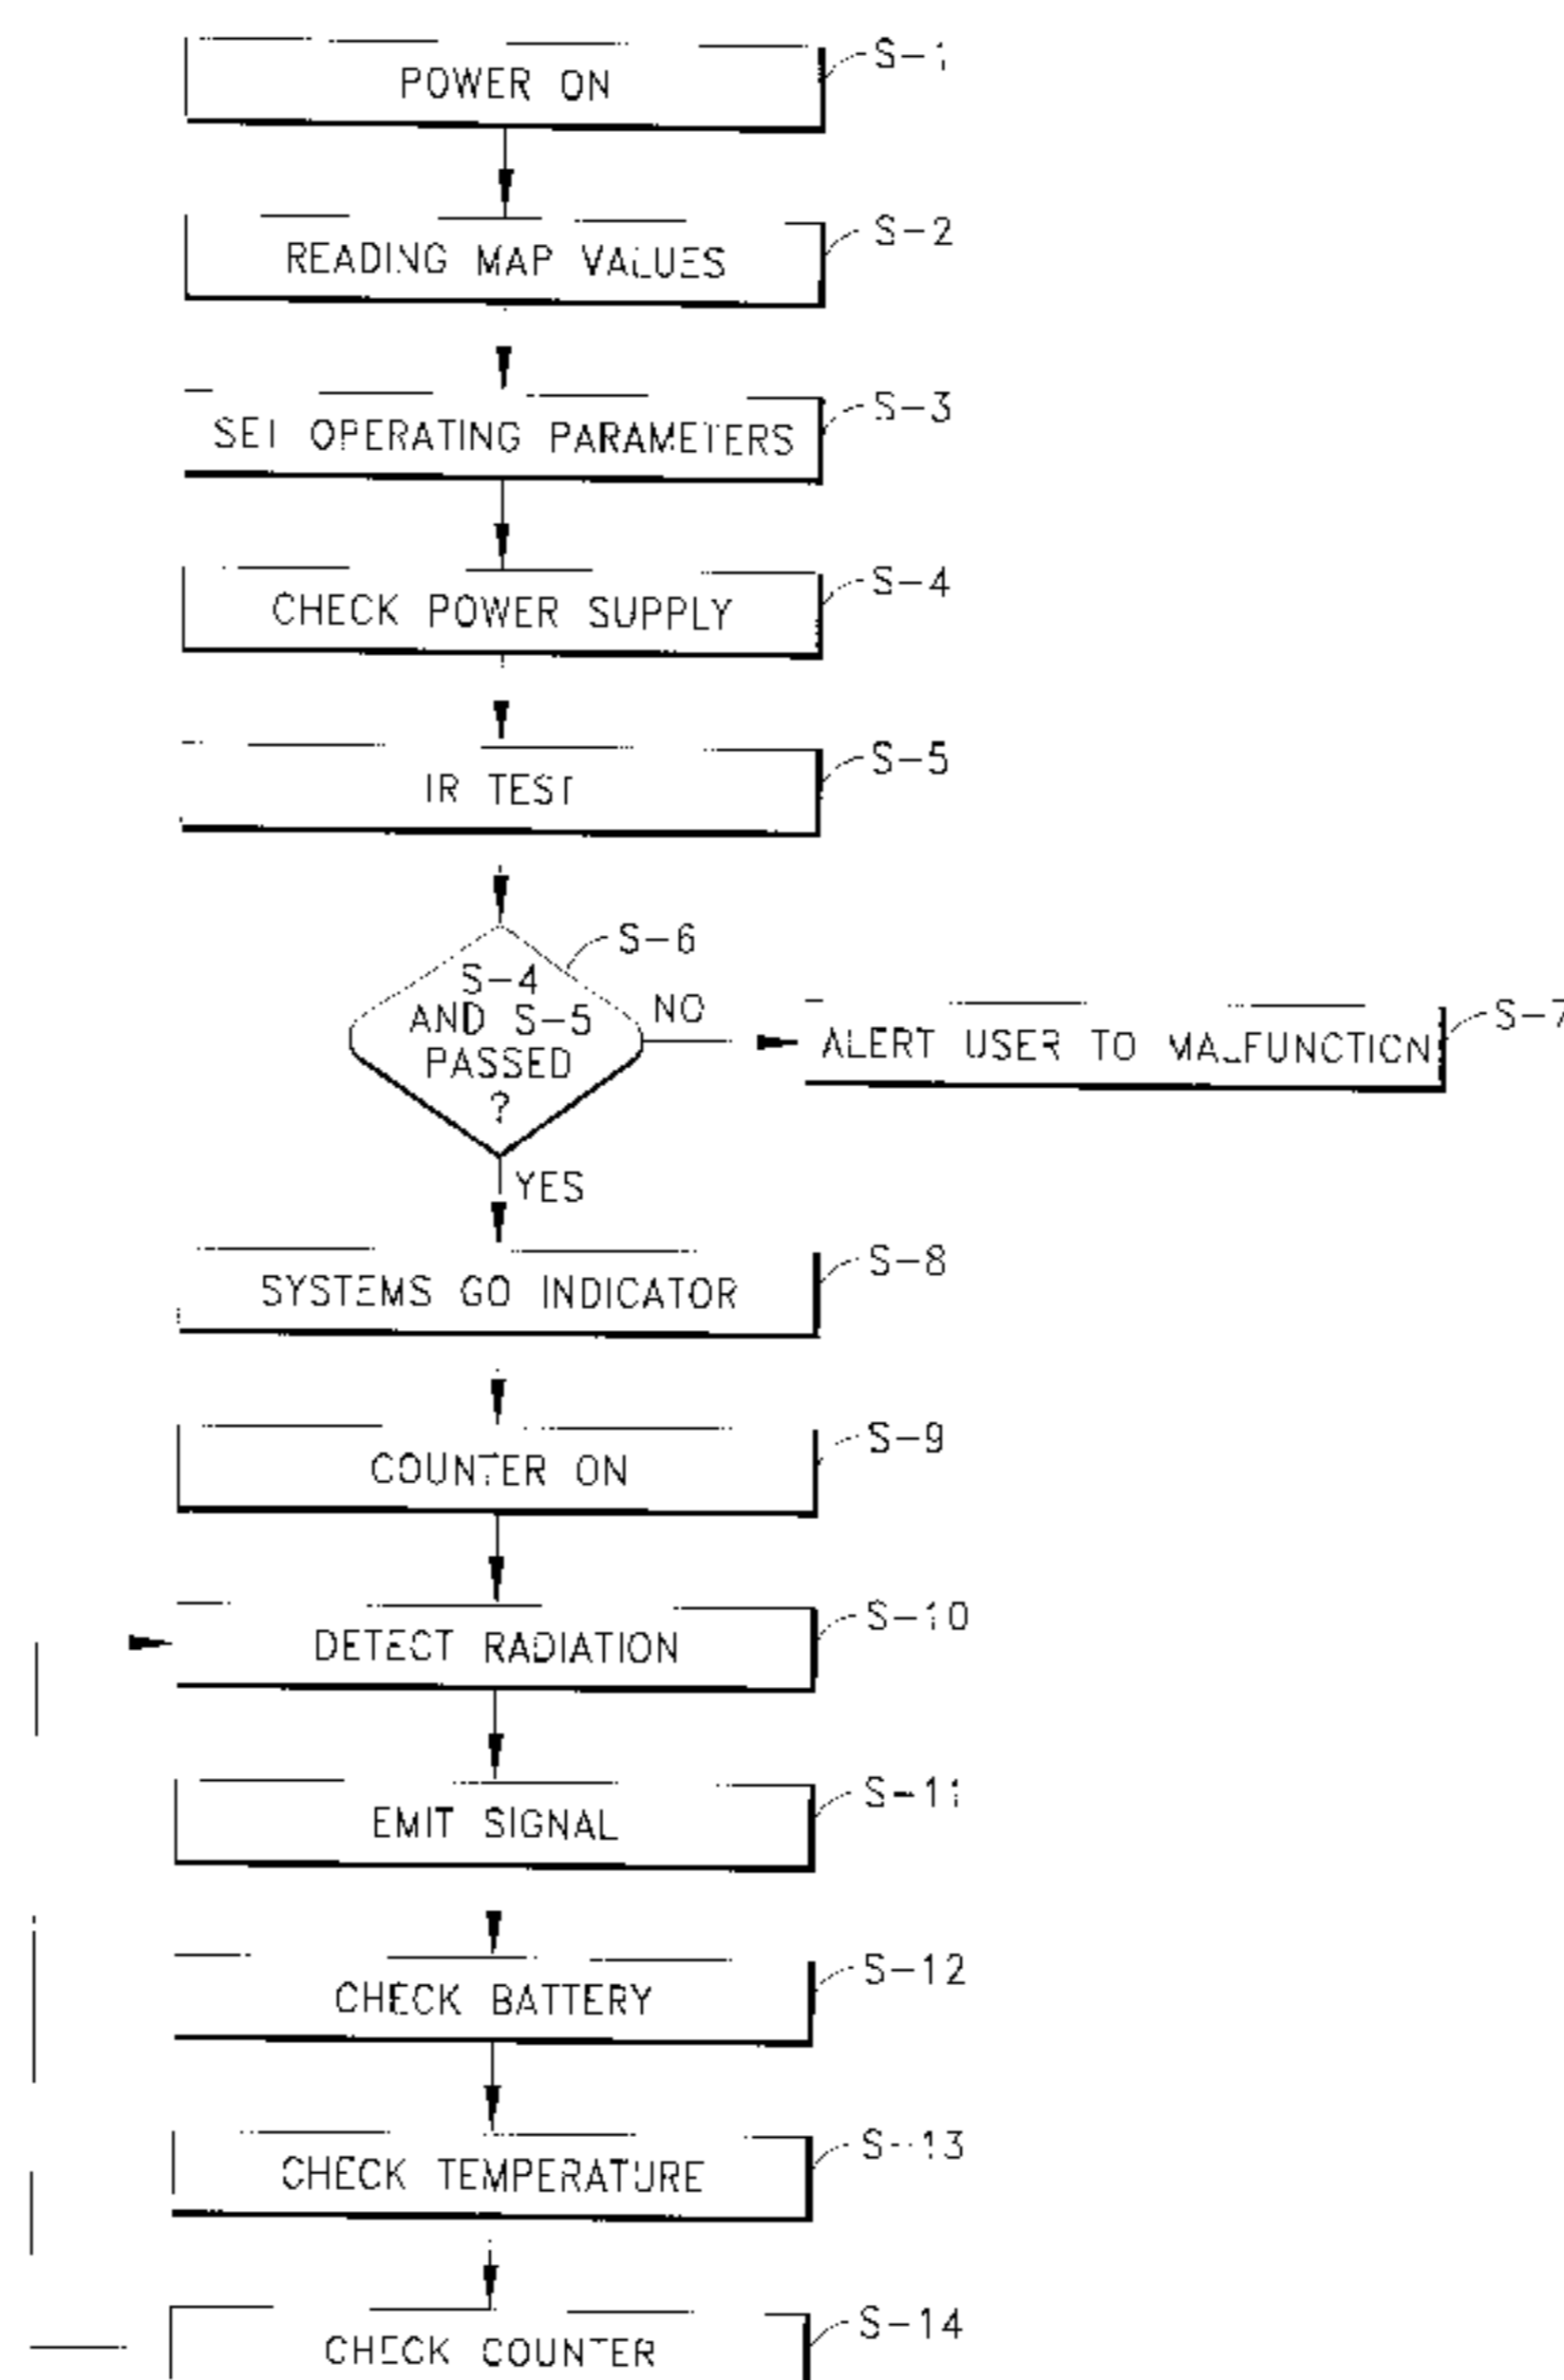 POWER ON
S-1
READING MAP VALUES
S-2
SET OPERATING PARAMETERS
S-3
CHECK POWER SUPPLY
S-4
IR TEST
S-5
S-6
S-4
AND S-5
PASSED
?
NO
ALERT USER TO MALFUNCTION
S-7
YES
SYSTEMS GO INDICATOR
S-8
COUNTER ON
S-9
DETECT RADIATION
S-10
EMIT SIGNAL
S-11
CHECK BATTERY
S-12
CHECK TEMPERATURE
S-13
CHECK COUNTER
S-14